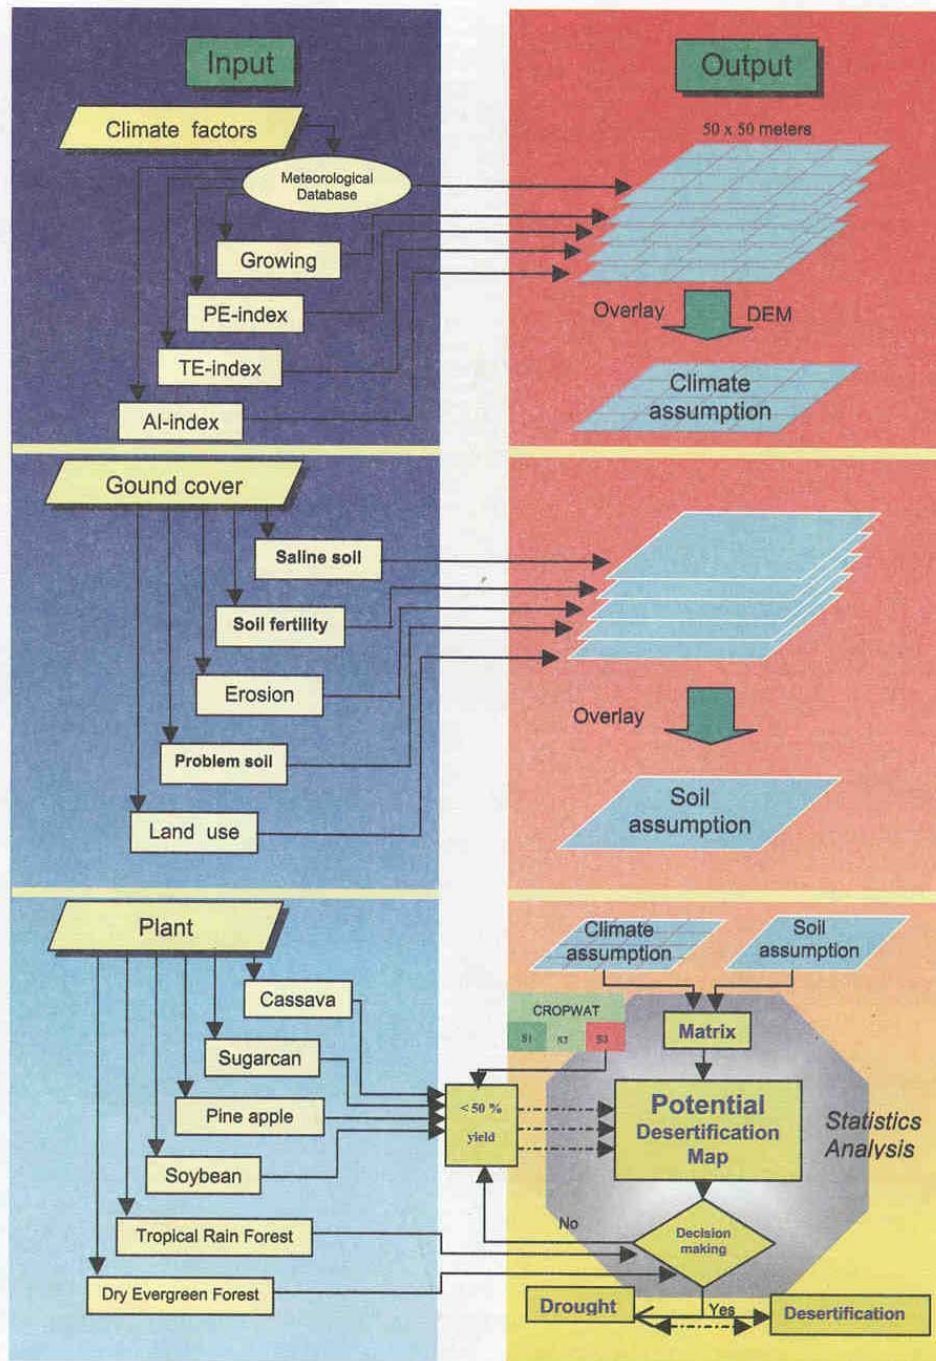 Input
Output
Climate factors
50 x 50 meters
Meteorological
Database
Growing
PE-index
Overlay
DEM
TE-index
Climate
assumption
AI-index
Gound cover
Saline soil
Soil fertility
Erosion
Overlay
Problem soil
Soil
assumption
Land use
Plant
Climate
assumption
Soil
assumption
Cassava
CROPWAT
S1
S2
S3
Matrix
Sugarcan
< 50 %
yield
Pine apple
Potential
Desertification
Map
Statistics
Analysis
Soybean
No
Tropical Rain Forest
Decision
making
Dry Evergreen Forest
Drought
Yes
Desertification